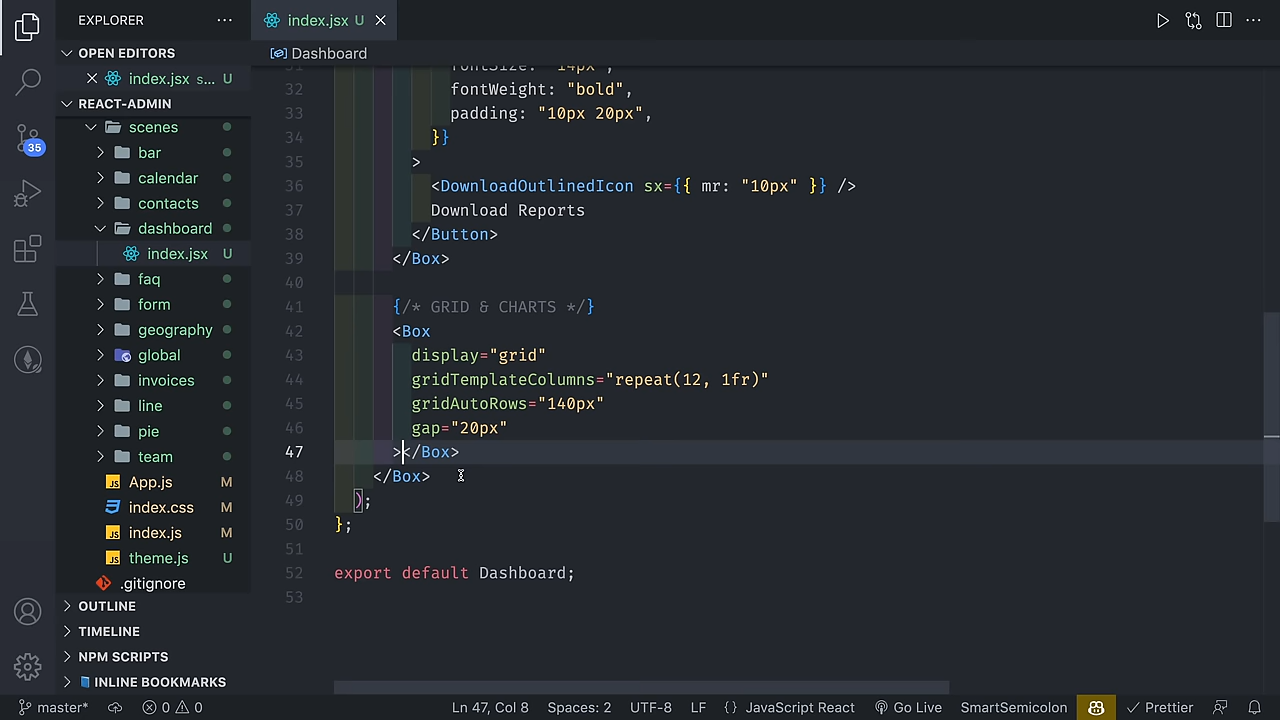 EXPLORER
OPEN EDITORS
index.jsx s... U
REACT-ADMIN
scenes
bar
calendar
contacts
dashboard
index.jsx U
faq
form
geography
global
invoices
line
pie
team
App.js M
index.css M
index.js M
theme.js U
.gitignore
OUTLINE
TIMELINE
NPM SCRIPTS
INLINE BOOKMARKS
35
index.jsx U
Dashboard
31 fontSize: "14px",
32 fontWeight: "bold",
33 padding: "10px 20px",
34 }}
35 >
36 <DownloadOutlinedIcon sx={{ mr: "10px" }} />
37 Download Reports
38 </Button>
39 </Box>
40
41 {/* GRID & CHARTS */}
42 <Box
43 display="grid"
44 gridTemplateColumns="repeat(12, 1fr)"
45 gridAutoRows="140px"
46 gap="20px"
47 ></Box>
48 </Box>
49 );
50 };
51
52 export default Dashboard;
53
master* 0 0 Ln 47, Col 8 Spaces: 2 UTF-8 LF {} JavaScript React Go Live SmartSemicolon Prettier